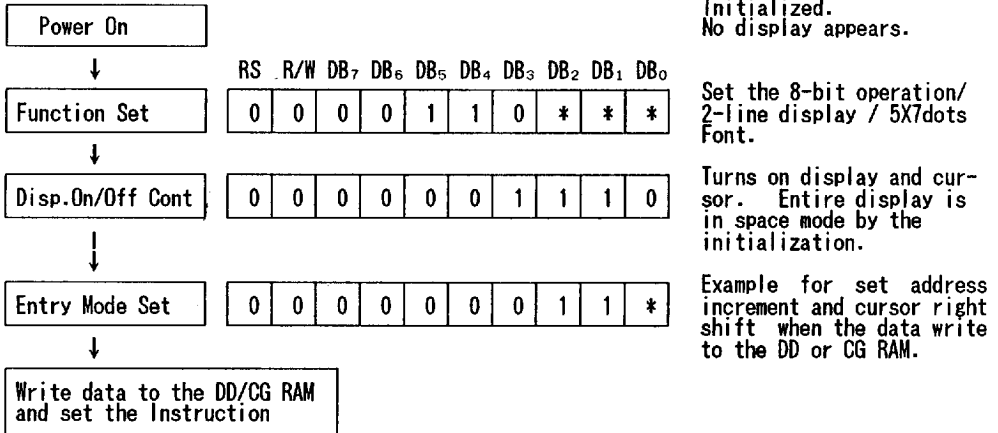 Initialized.
Power On
No display appears.
RS R/W DB₇ DB₆ DB₅ DB₄ DB₃ DB₂ DB₁ DB₀
Function Set 0 0 0 0 1 1 0 * * *
Set the 8-bit operation/
2-line display / 5X7dots
Font.
Disp.On/Off Cont 0 0 0 0 0 0 1 1 1 0
Turns on display and cur-
sor. Entire display is
in space mode by the
initialization.
Entry Mode Set 0 0 0 0 0 0 0 1 1 *
Example for set address
increment and cursor right
shift when the data write
to the DD or CG RAM.
Write data to the DD/CG RAM
and set the Instruction